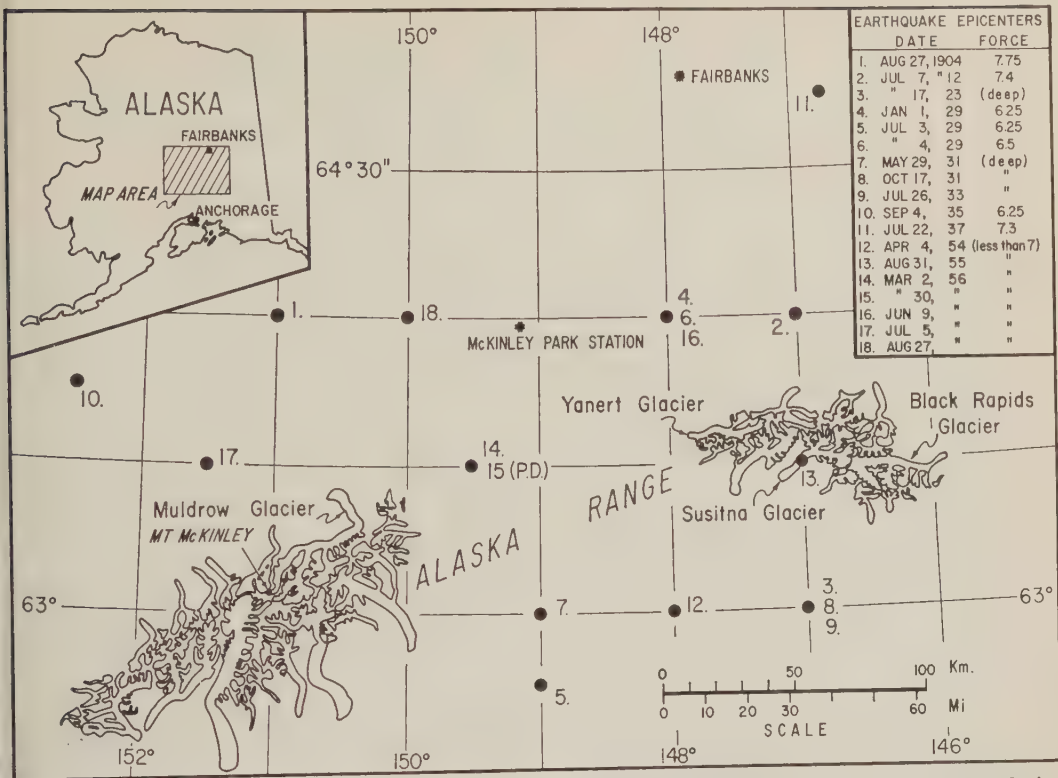 150°
148°
FAIRBANKS
11.
64°30"
ALASKA
FAIRBANKS
MAP AREA
ANCHORAGE
EARTHQUAKE EPICENTERS
DATE FORCE
1. AUG 27, 1904 7.75
2. JUL 7, " 12 7.4
3. " 17, 23 (deep)
4. JAN 1, 29 6.25
5. JUL 3, 29 6.25
6. " 4, 29 6.5
7. MAY 29, 31 (deep)
8. OCT 17, 31 "
9. JUL 26, 33 "
10. SEP 4, 35 6.25
11. JUL 22, 37 7.3
12. APR 4, 54 (less than 7)
13. AUG 31, 55 "
14. MAR 2, 56 "
15. " 30, " "
16. JUN 9, " "
17. JUL 5, " "
18. AUG 27, " "
1.
18.
4.
6.
16.
2.
McKINLEY PARK STATION
10.
Yanert Glacier
Black Rapids
Glacier
17.
14.
15 (P.D.)
13.
RANGE
Susitna Glacier
Muldrow Glacier
MT McKINLEY
ALASKA
63°
7.
12.
3.
8.
9.
63°
5.
0 50 100 Km.
0 10 20 30 60 Mi
SCALE
152°
150°
148°
146°